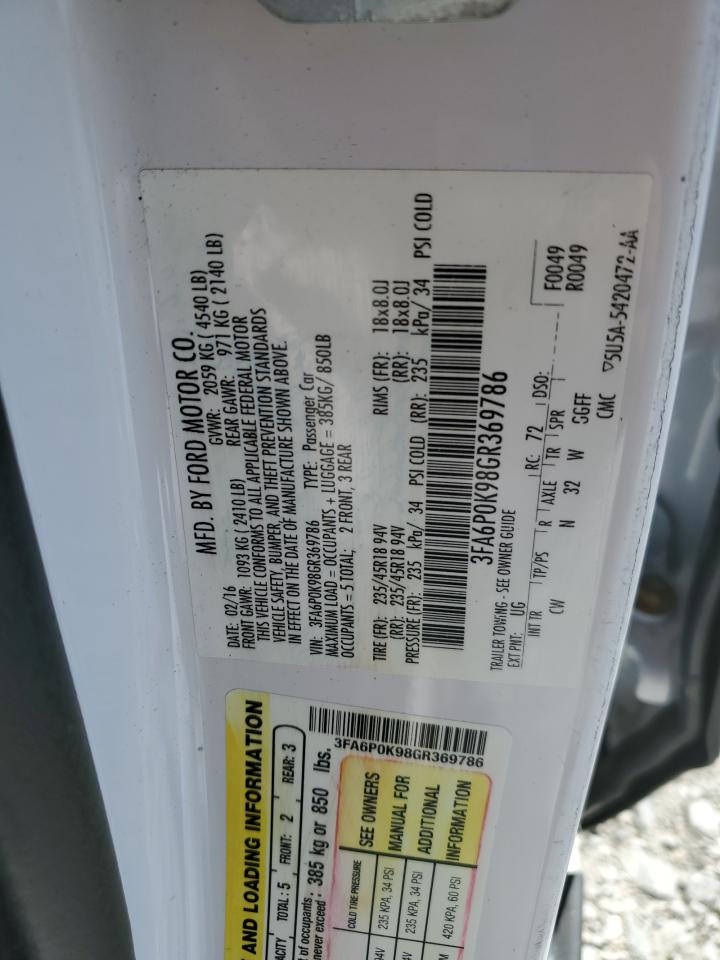 MFD. BY FORD MOTOR CO.
DATE: 02/16 GVWR: 2059 KG ( 4540 LB)
FRONT GAWR: 1093 KG ( 2410 LB) REAR GAWR: 971 KG ( 2140 LB)
THIS VEHICLE CONFORMS TO ALL APPLICABLE FEDERAL MOTOR
VEHICLE SAFETY, BUMPER, AND THEFT PREVENTION STANDARDS
IN EFFECT ON THE DATE OF MANUFACTURE SHOWN ABOVE.
VIN: 3FA6P0K98GR369786 TYPE: Passenger Car
MAXIMUM LOAD = OCCUPANTS + LUGGAGE = 385KG/ 850LB
OCCUPANTS = 5 TOTAL; 2 FRONT, 3 REAR
TIRE (FR): 235/45R18 94V RIMS (FR): 18x8.0J
(RR): 235/45R18 94V (RR): 18x8.0J
PRESSURE (FR): 235 kPa/ 34 PSI COLD (RR): 235 kPa/ 34 PSI COLD
3FA6P0K98GR369786
TRAILER TOWING - SEE OWNER GUIDE
EXT PNT: UG RC: 72 DSO: F0049
R0049
INT TR TP/PS R AXLE TR SPR
CW N 32 W GGFF
CMC 5U5A-5420472-AA
AND LOADING INFORMATION
TOTAL : 5 FRONT: 2 REAR: 3
of occupants : 385 kg or 850 lbs.
never exceed :
3FA6P0K98GR369786
COLD TIRE PRESSURE SEE OWNERS
235 KPA, 34 PSI MANUAL FOR
235 KPA, 34 PSI ADDITIONAL
420 KPA, 60 PSI INFORMATION